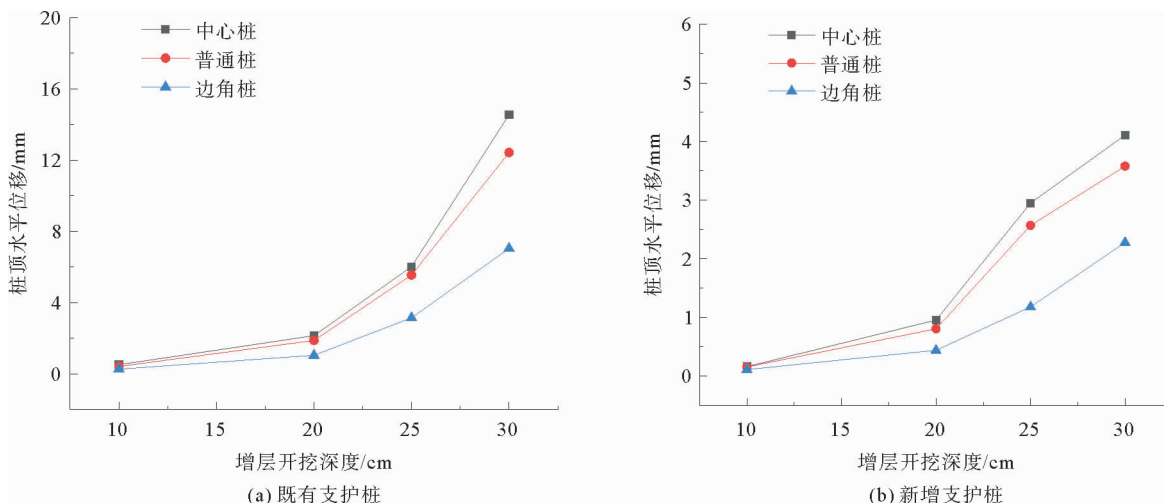 20
16
12
8
4
0
桩顶水平位移/mm
中心桩
普通桩
边角桩
10 15 20 25 30
增层开挖深度/cm
(a) 既有支护桩
6
5
4
3
2
1
0
桩顶水平位移/mm
中心桩
普通桩
边角桩
10 15 20 25 30
增层开挖深度/cm
(b) 新增支护桩